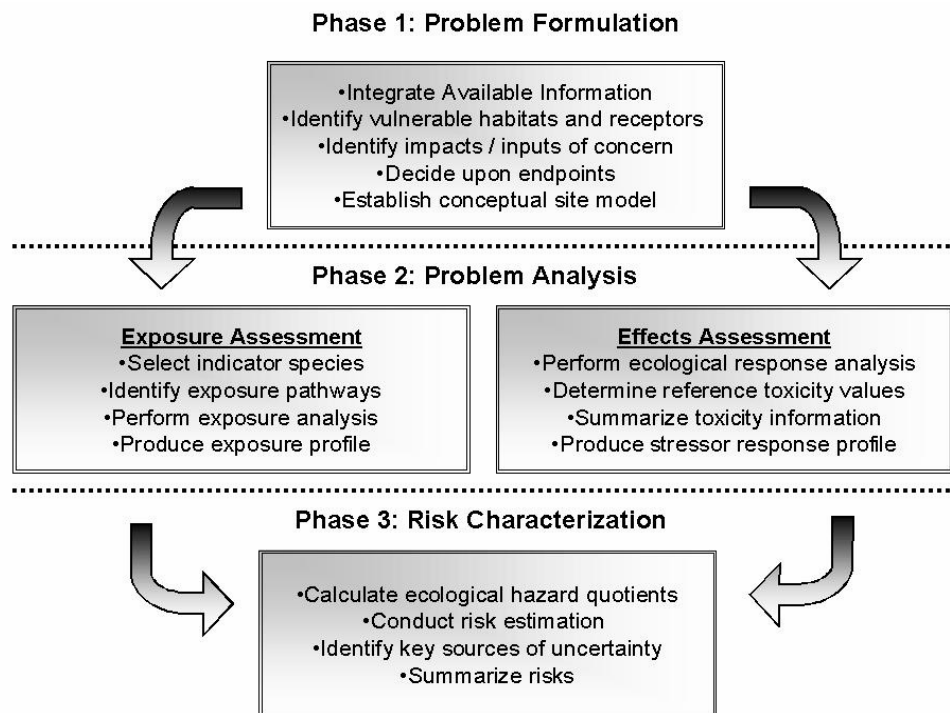 Phase 1: Problem Formulation
•Integrate Available Information
•Identify vulnerable habitats and receptors
•Identify impacts / inputs of concern
•Decide upon endpoints
•Establish conceptual site model
Phase 2: Problem Analysis
Exposure Assessment
•Select indicator species
•Identify exposure pathways
•Perform exposure analysis
•Produce exposure profile
Effects Assessment
•Perform ecological response analysis
•Determine reference toxicity values
•Summarize toxicity information
•Produce stressor response profile
Phase 3: Risk Characterization
•Calculate ecological hazard quotients
•Conduct risk estimation
•Identify key sources of uncertainty
•Summarize risks